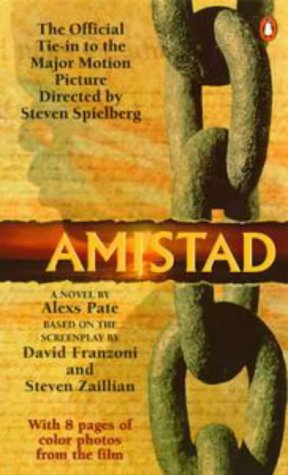 The Official
Tie-in to the
Major Motion
Picture
Directed by
Steven Spielberg
AMISTAD
A NOVEL BY
Alexs Pate
BASED ON THE
SCREENPLAY BY
David Franzoni
and
Steven Zaillian
With 8 pages of
color photos
from the film